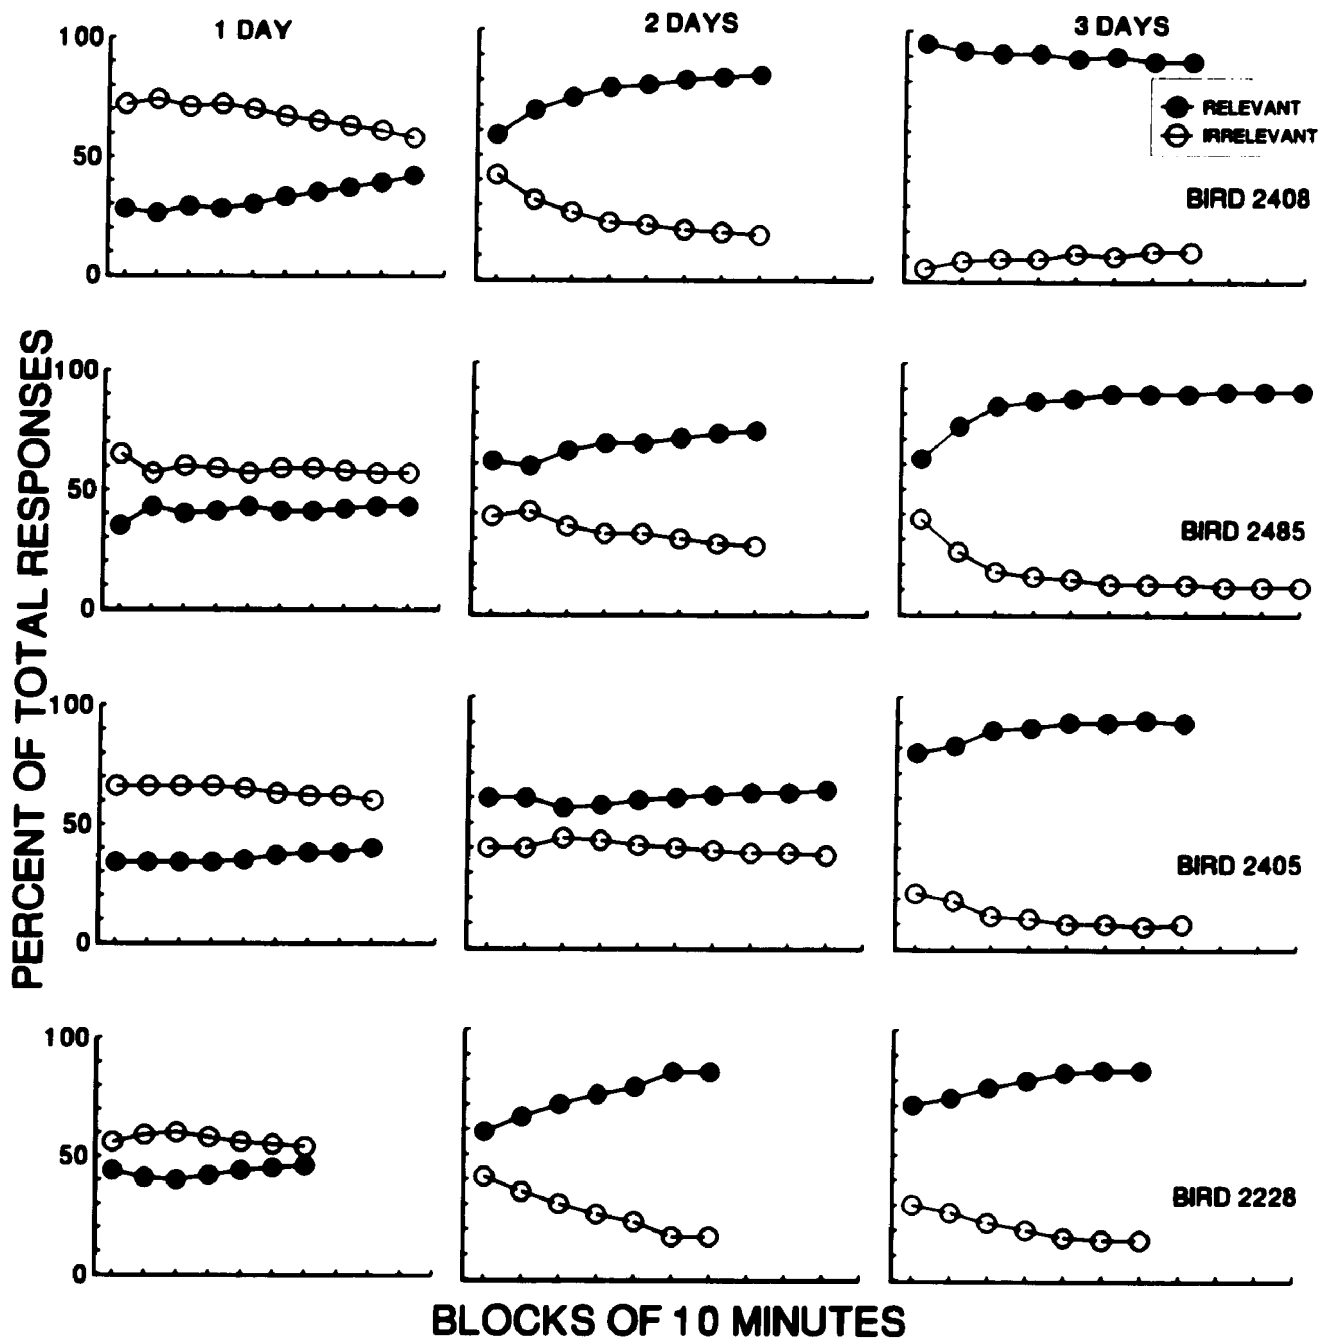 1 DAY
2 DAYS
3 DAYS
100
50
0
RELEVANT
IRRELEVANT
BIRD 2408
100
50
0
BIRD 2485
100
50
0
BIRD 2405
100
50
0
BIRD 2228
PERCENT OF TOTAL RESPONSES
BLOCKS OF 10 MINUTES